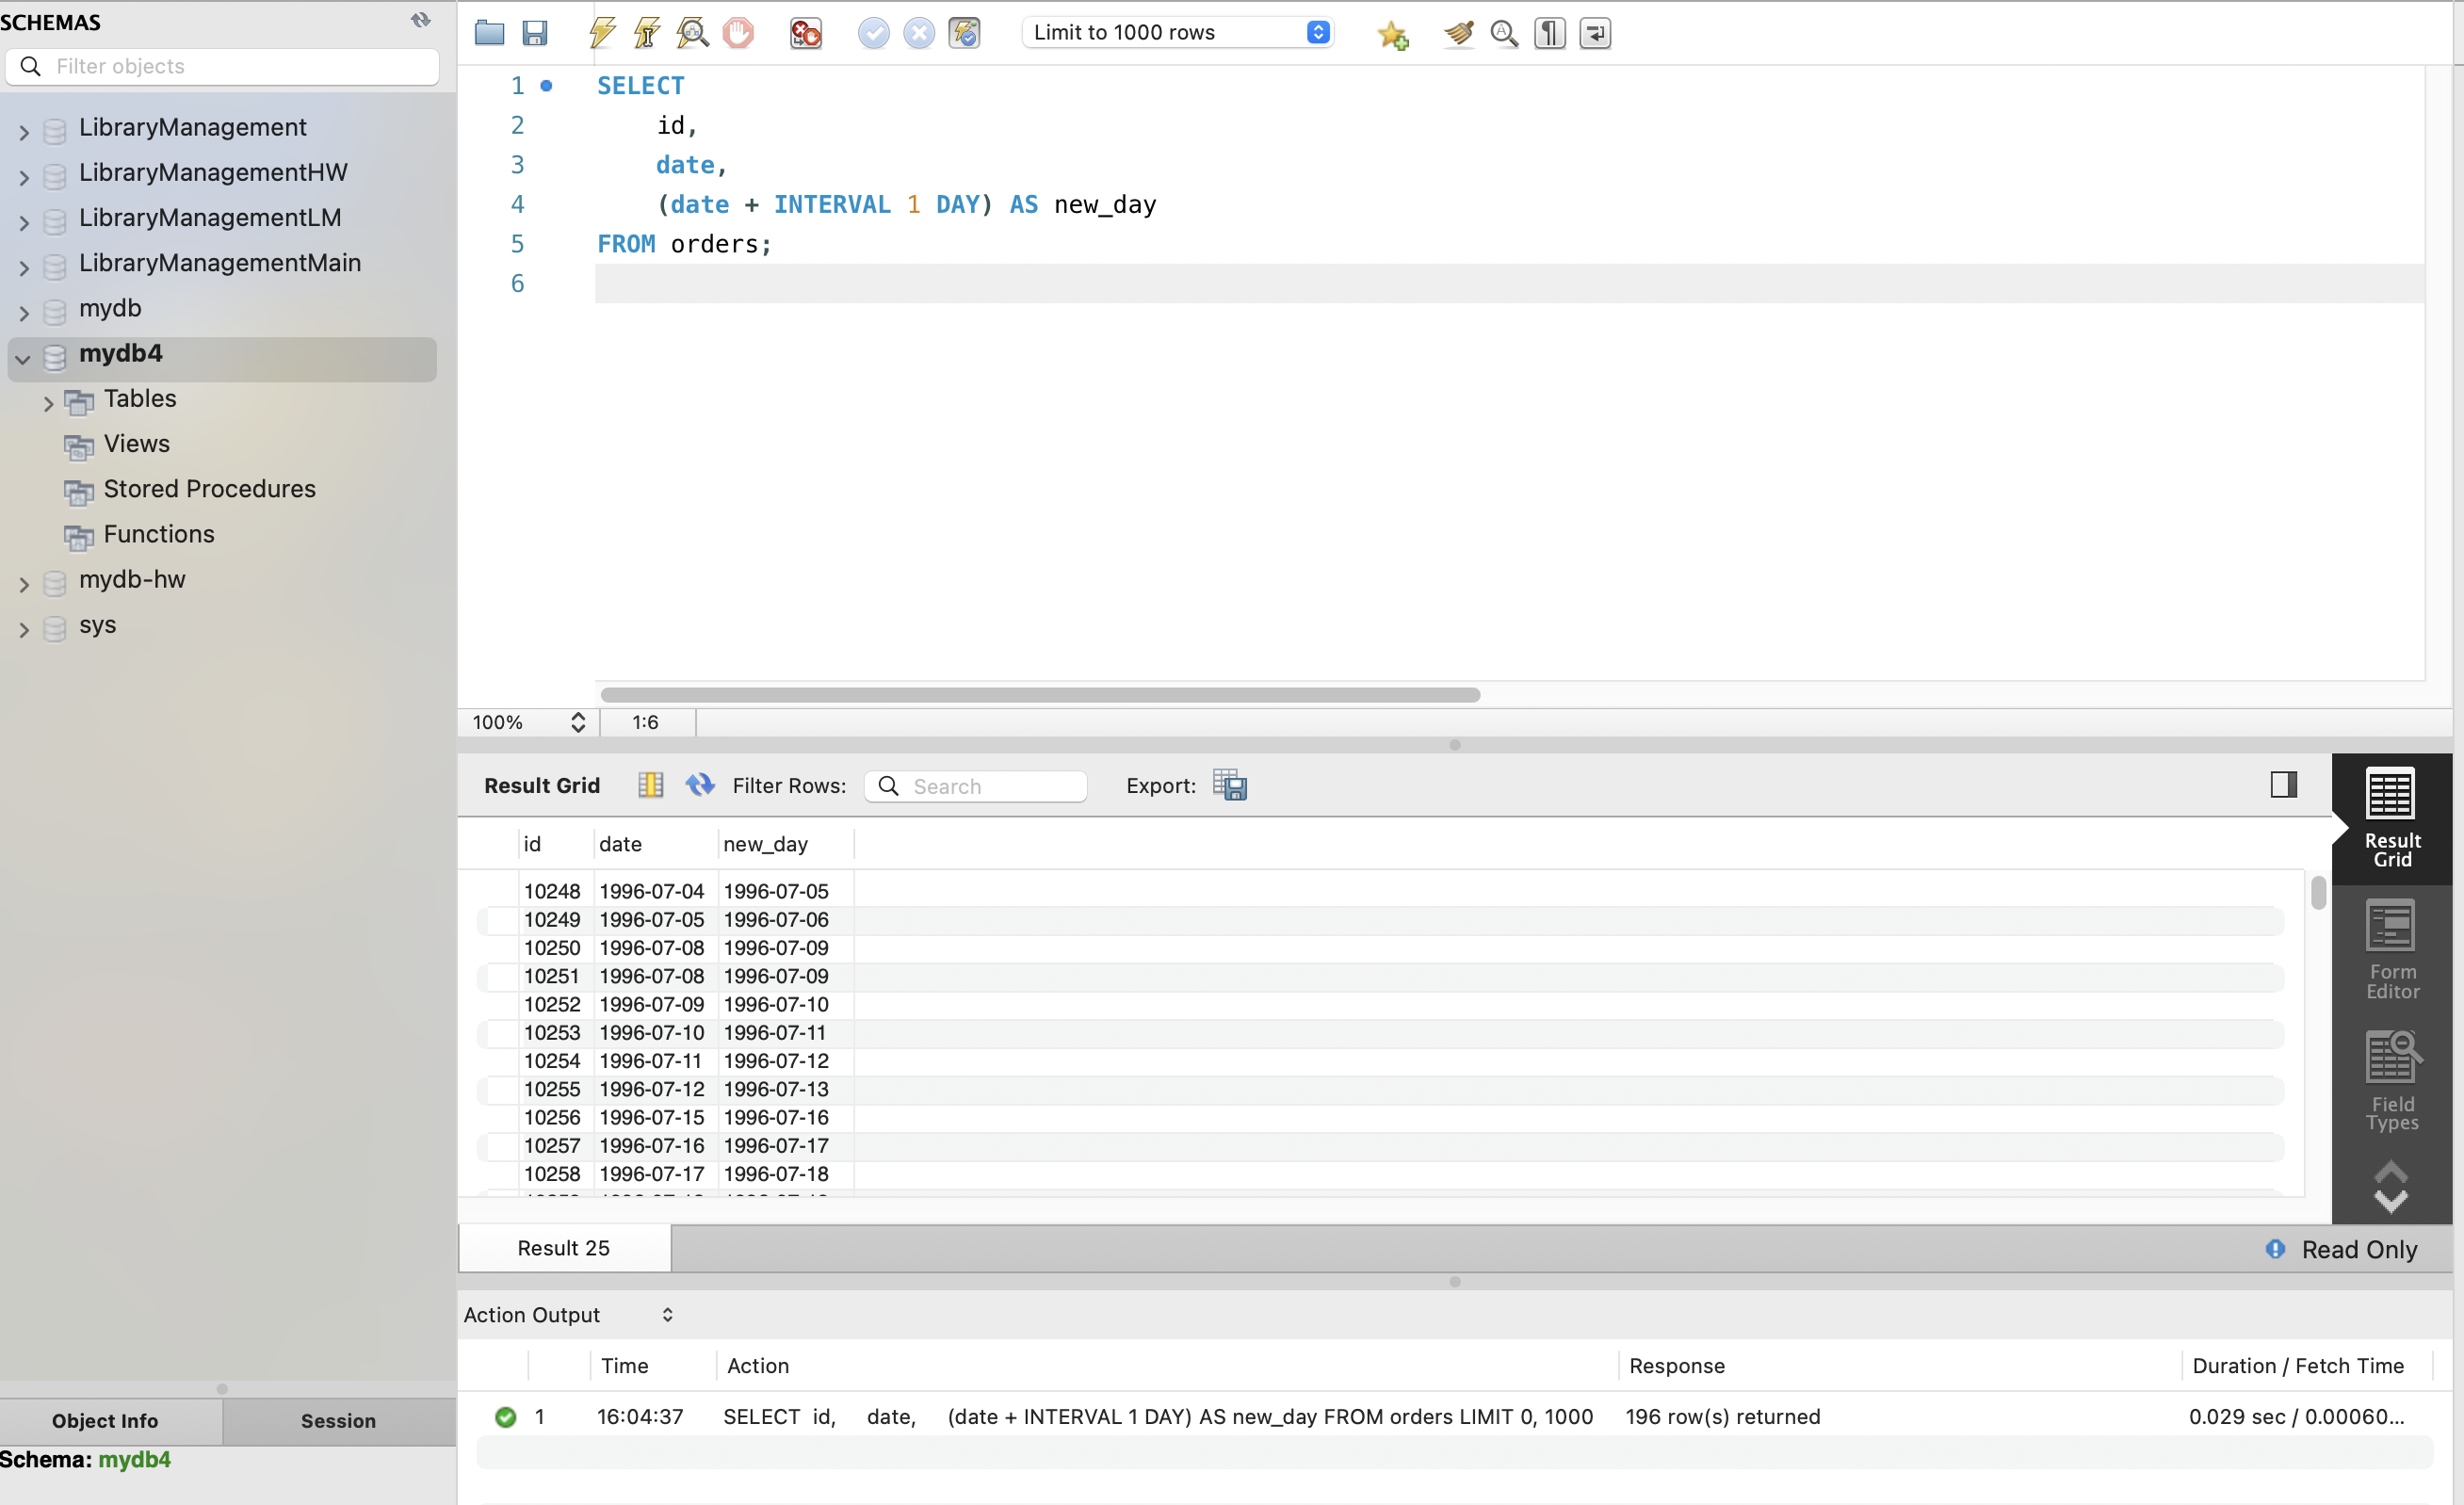 SCHEMAS
Filter objects
LibraryManagement
LibraryManagementHW
LibraryManagementLM
LibraryManagementMain
mydb
mydb4
Tables
Views
Stored Procedures
Functions
mydb-hw
sys
Object Info Session
Schema: mydb4
Limit to 1000 rows
1 SELECT
2 id,
3 date,
4 (date + INTERVAL 1 DAY) AS new_day
5 FROM orders;
6
100% 1:6
Result Grid Filter Rows: Search Export:
id date new_day
10248 1996-07-04 1996-07-05
10249 1996-07-05 1996-07-06
10250 1996-07-08 1996-07-09
10251 1996-07-08 1996-07-09
10252 1996-07-09 1996-07-10
10253 1996-07-10 1996-07-11
10254 1996-07-11 1996-07-12
10255 1996-07-12 1996-07-13
10256 1996-07-15 1996-07-16
10257 1996-07-16 1996-07-17
10258 1996-07-17 1996-07-18
Result
Grid
Form
Editor
Field
Types
Result 25 Read Only
Action Output
Time Action Response Duration / Fetch Time
1 16:04:37 SELECT id, date, (date + INTERVAL 1 DAY) AS new_day FROM orders LIMIT 0, 1000 196 row(s) returned 0.029 sec / 0.00060...